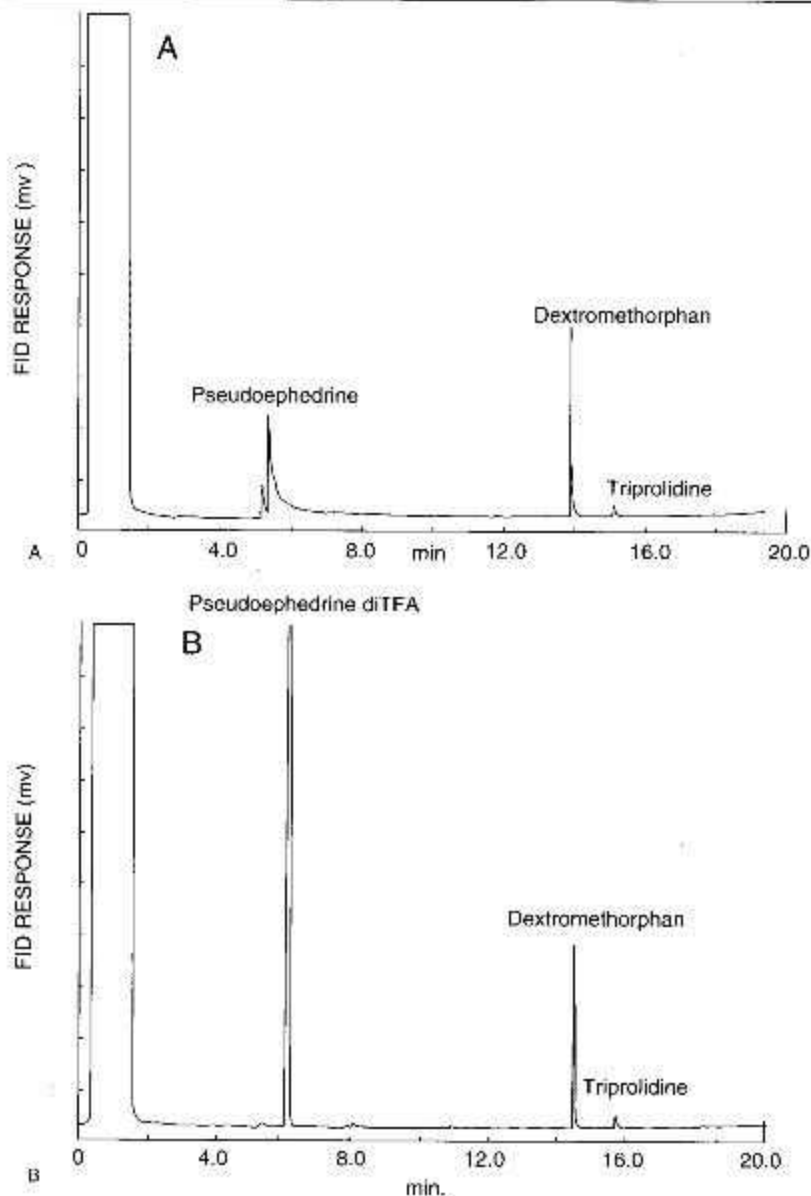 A
FID RESPONSE (mv)
Dextromethorphan
Pseudoephedrine
Triprolidine
A
0 4.0 8.0 min 12.0 16.0 20.0
Pseudoephedrine diTFA
B
FID RESPONSE (mv)
Dextromethorphan
Triprolidine
0 4.0 8.0 12.0 16.0 20.0
B
min.